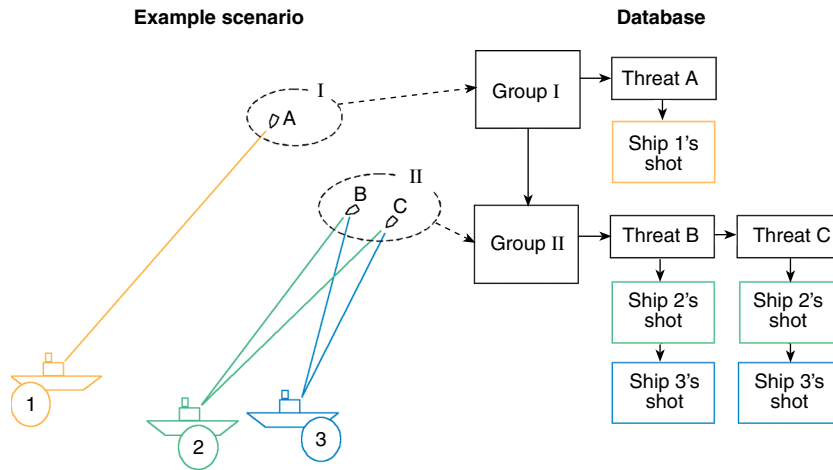 Example scenario
Database
I
A
Group I
Threat A
Ship 1's
shot
II
B
C
Group II
Threat B
Threat C
Ship 2's
shot
Ship 2's
shot
Ship 3's
shot
Ship 3's
shot
1
2
3